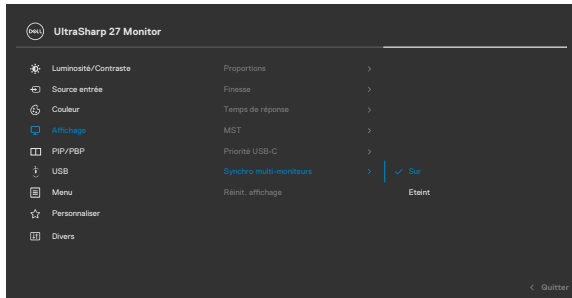 DELL UltraSharp 27 Monitor
Luminosité/Contraste Proportions
Source entrée Finesse
Couleur Temps de réponse
Affichage MST
PIP/PBP Priorité USB-C
USB Synchro multi-moniteurs Sur
Menu Réinit. affichage Eteint
Personnaliser
Divers
Quitter